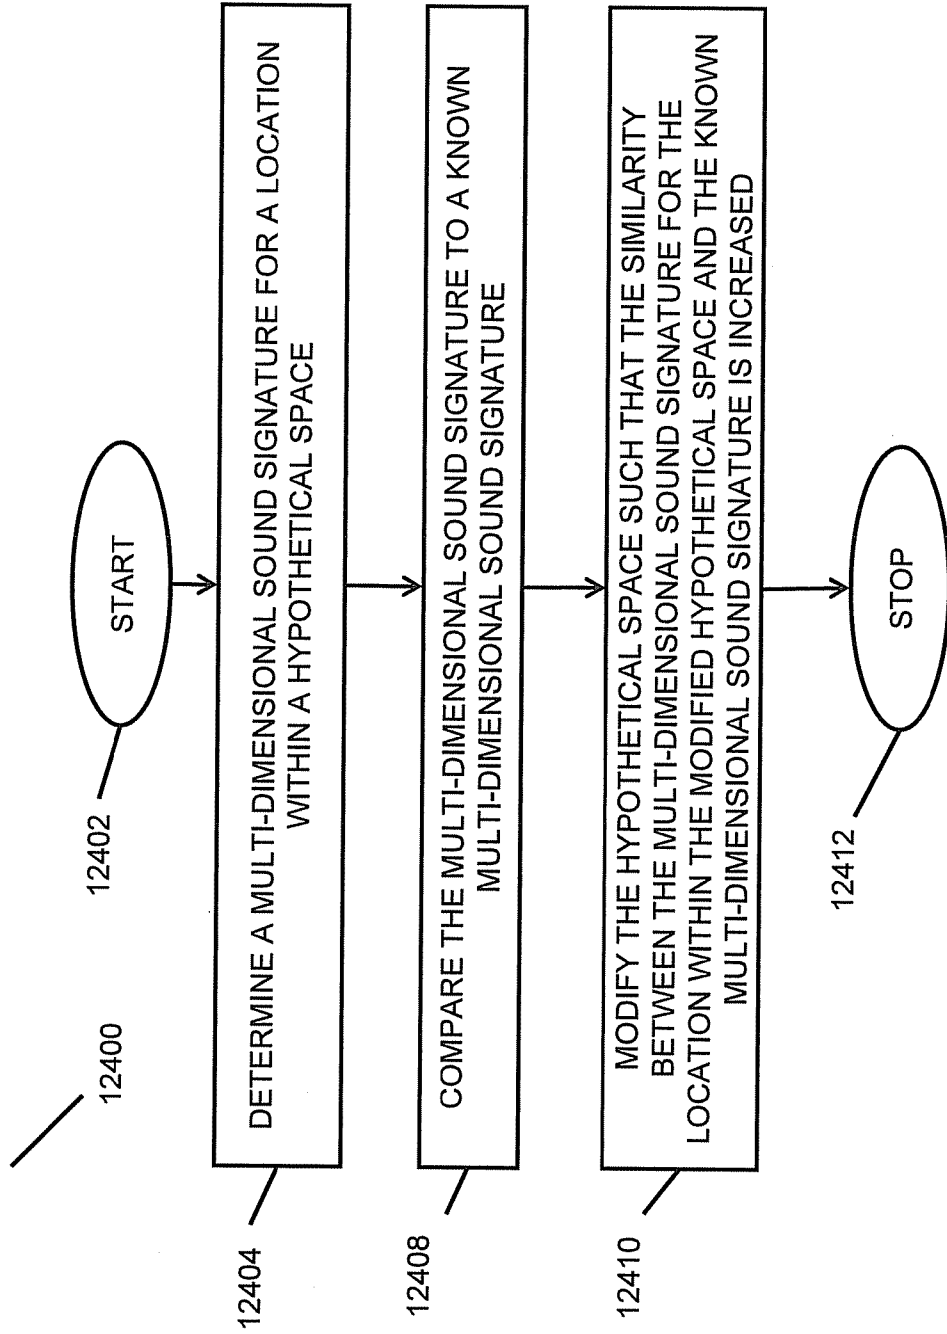 12400
12402
START
12404
DETERMINE A MULTI-DIMENSIONAL SOUND SIGNATURE FOR A LOCATION
WITHIN A HYPOTHETICAL SPACE
12408
COMPARE THE MULTI-DIMENSIONAL SOUND SIGNATURE TO A KNOWN
MULTI-DIMENSIONAL SOUND SIGNATURE
12410
MODIFY THE HYPOTHETICAL SPACE SUCH THAT THE SIMILARITY
BETWEEN THE MULTI-DIMENSIONAL SOUND SIGNATURE FOR THE
LOCATION WITHIN THE MODIFIED HYPOTHETICAL SPACE AND THE KNOWN
MULTI-DIMENSIONAL SOUND SIGNATURE IS INCREASED
12412
STOP